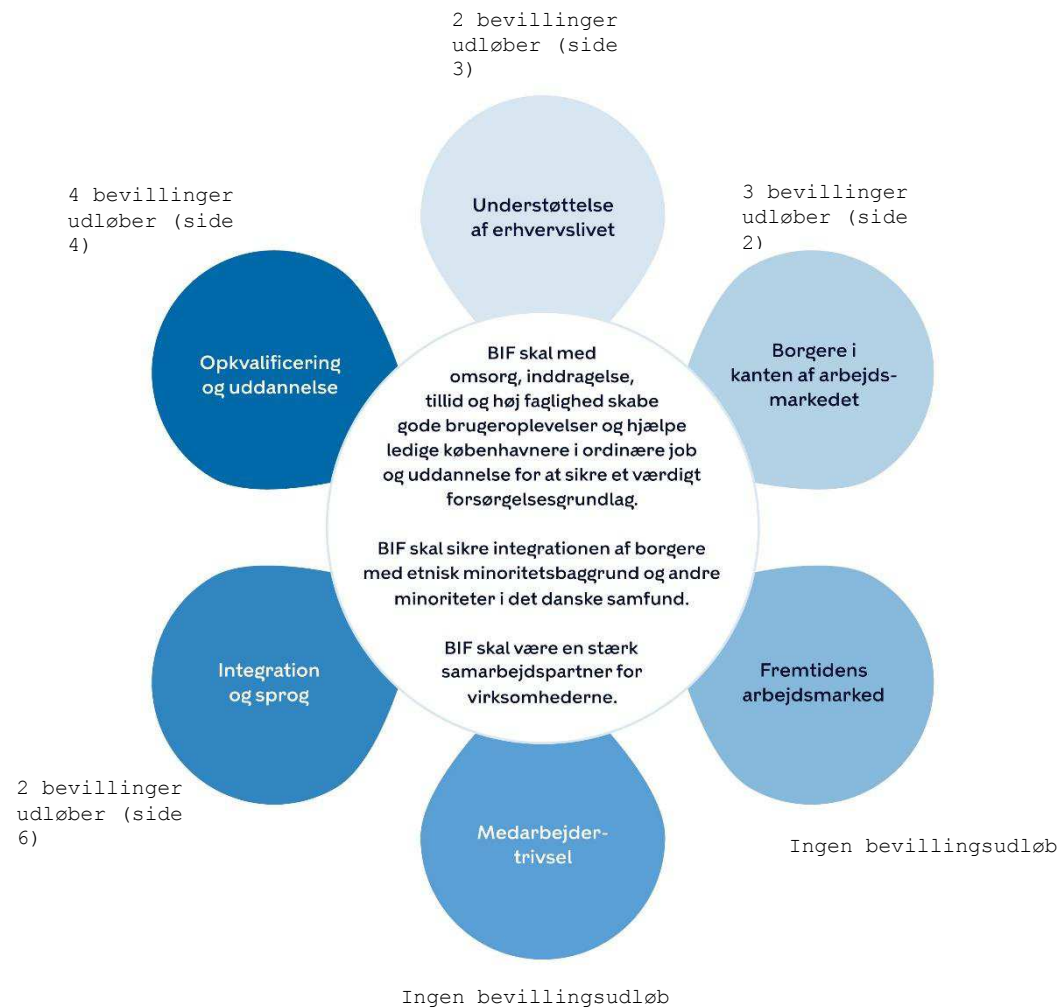 2 bevillinger
udløber (side
3)
4 bevillinger
udløber (side
4)
3 bevillinger
udløber (side
2)
Understøttelse
af erhvervslivet
Opkvalificering
og uddannelse
Borgere i
kanten af arbejds-
markedet
BIF skal med
omsorg, inddragelse,
tillid og høj faglighed skabe
gode brugeroplevelser og hjælpe
ledige københavnere i ordinære job
og uddannelse for at sikre et værdigt
forsørgelsesgrundlag.
BIF skal sikre integrationen af borgere
med etnisk minoritetsbaggrund og andre
minoriteter i det danske samfund.
BIF skal være en stærk
samarbejdspartner for
virksomhederne.
Integration
og sprog
Fremtidens
arbejdsmarked
2 bevillinger
udløber (side
6)
Medarbejder-
trivsel
Ingen bevillingsudløb
Ingen bevillingsudløb